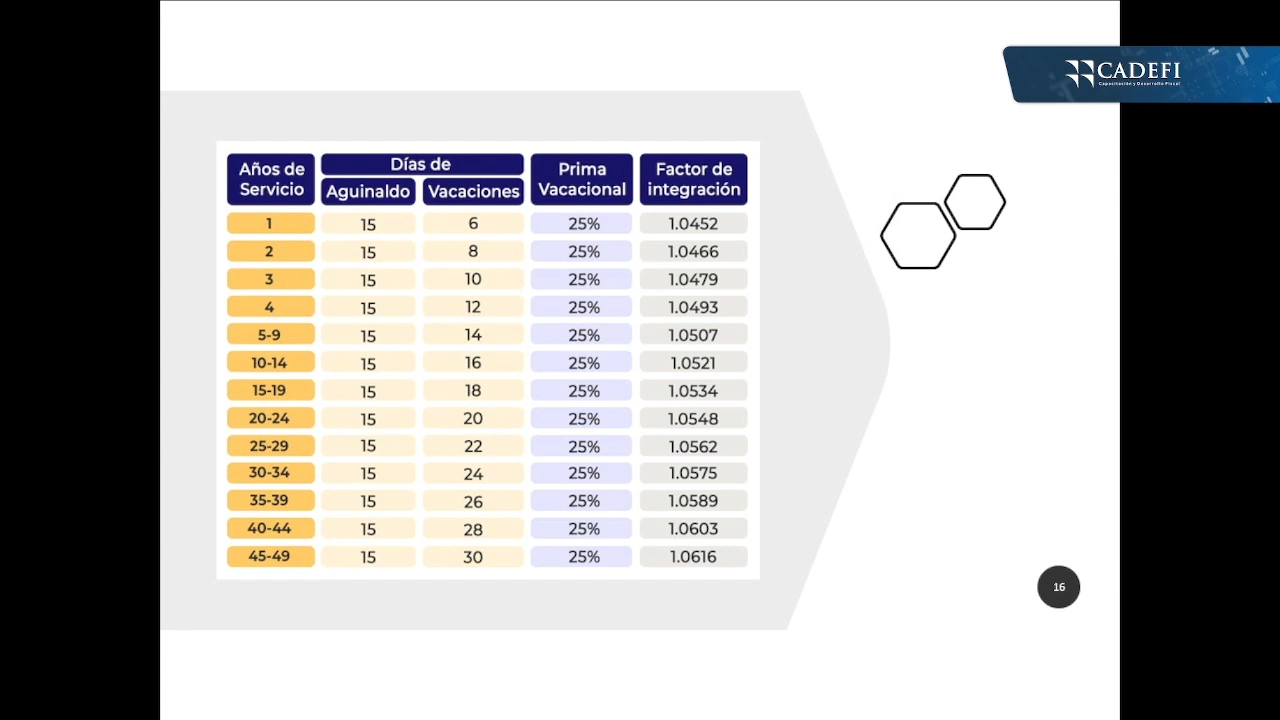 CADEFI
Capacitación y Desarrollo Fiscal
Años de Servicio Días de Aguinaldo Vacaciones Prima Vacacional Factor de integración
1 15 6 25% 1.0452
2 15 8 25% 1.0466
3 15 10 25% 1.0479
4 15 12 25% 1.0493
5-9 15 14 25% 1.0507
10-14 15 16 25% 1.0521
15-19 15 18 25% 1.0534
20-24 15 20 25% 1.0548
25-29 15 22 25% 1.0562
30-34 15 24 25% 1.0575
35-39 15 26 25% 1.0589
40-44 15 28 25% 1.0603
45-49 15 30 25% 1.0616
16